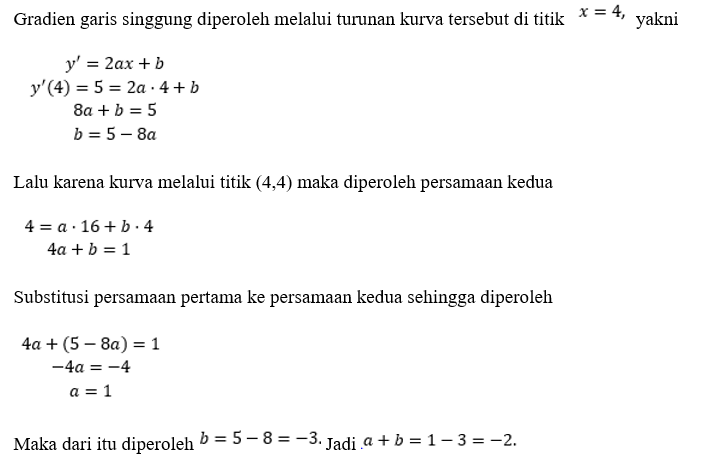 Gradien garis singgung diperoleh melalui turunan kurva tersebut di titik x = 4, yakni
y′ = 2ax + b
y′(4) = 5 = 2a · 4 + b
8a + b = 5
b = 5 − 8a
Lalu karena kurva melalui titik (4,4) maka diperoleh persamaan kedua
4 = a · 16 + b · 4
4a + b = 1
Substitusi persamaan pertama ke persamaan kedua sehingga diperoleh
4a + (5 − 8a) = 1
−4a = −4
a = 1
Maka dari itu diperoleh b = 5 − 8 = −3. Jadi a + b = 1 − 3 = −2.